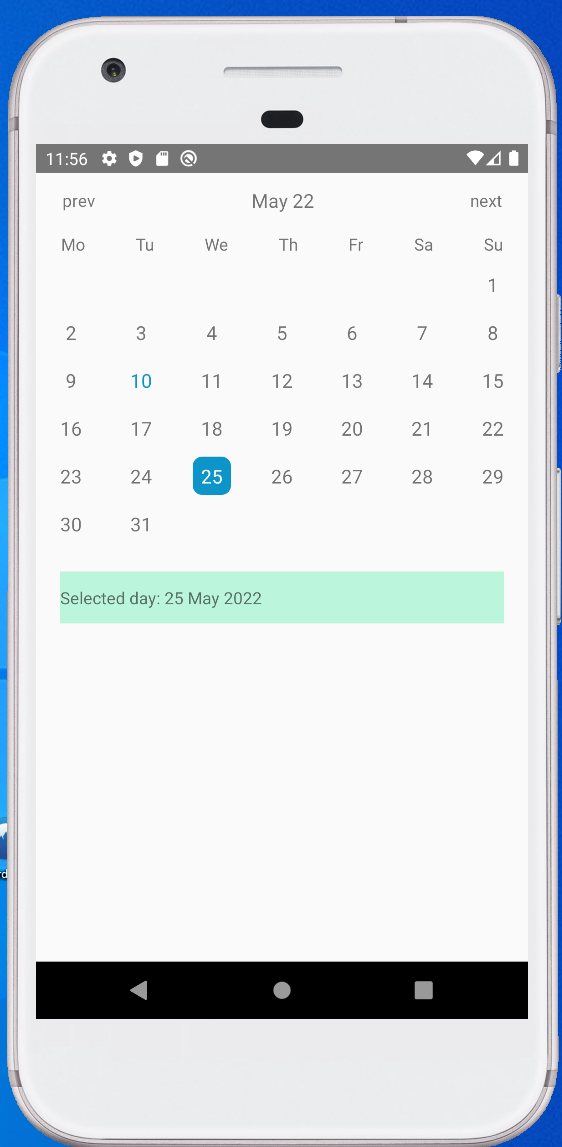 11:56
prev May 22 next
Mo Tu We Th Fr Sa Su
1
2 3 4 5 6 7 8
9 10 11 12 13 14 15
16 17 18 19 20 21 22
23 24 25 26 27 28 29
30 31
Selected day: 25 May 2022
rd